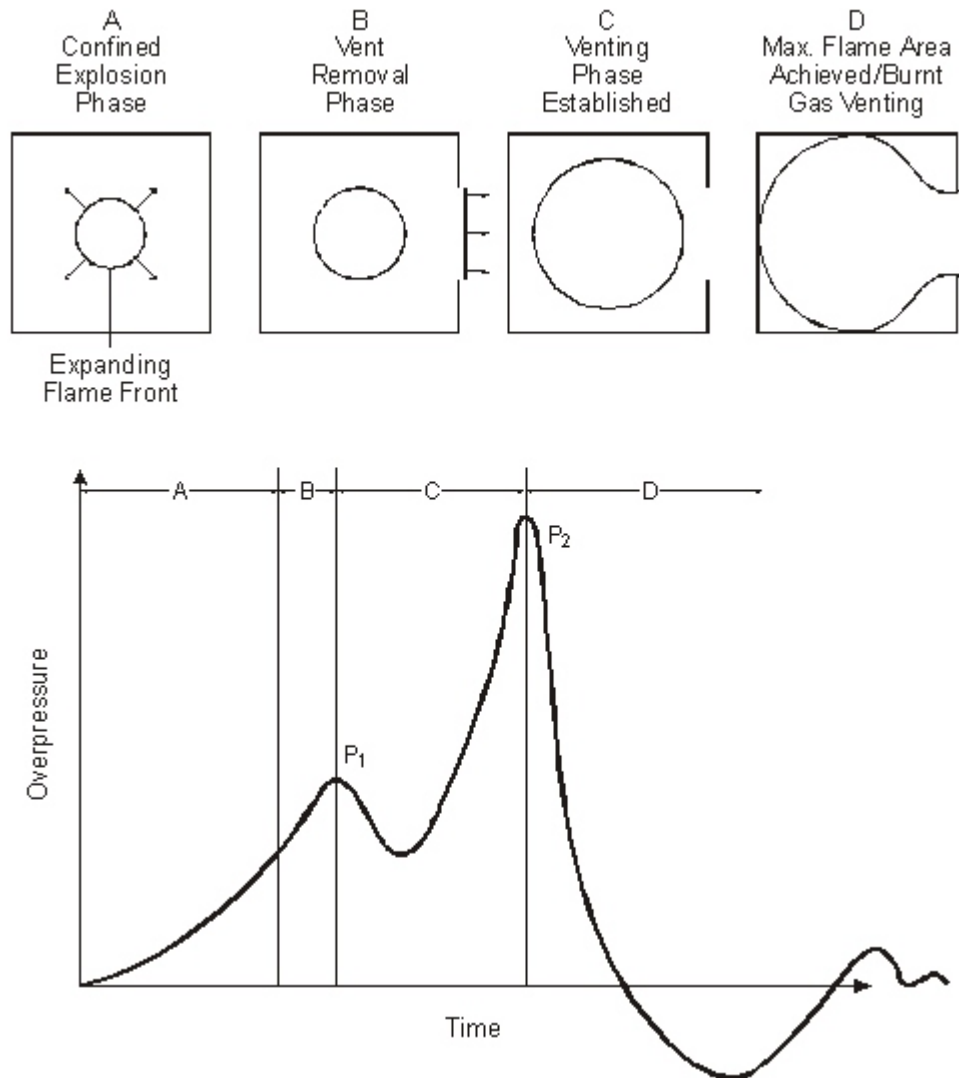 A
Confined
Explosion
Phase
B
Vent
Removal
Phase
C
Venting
Phase
Established
D
Max. Flame Area
Achieved/Burnt
Gas Venting
Expanding
Flame Front
A
B
C
D
P2
P1
Overpressure
Time